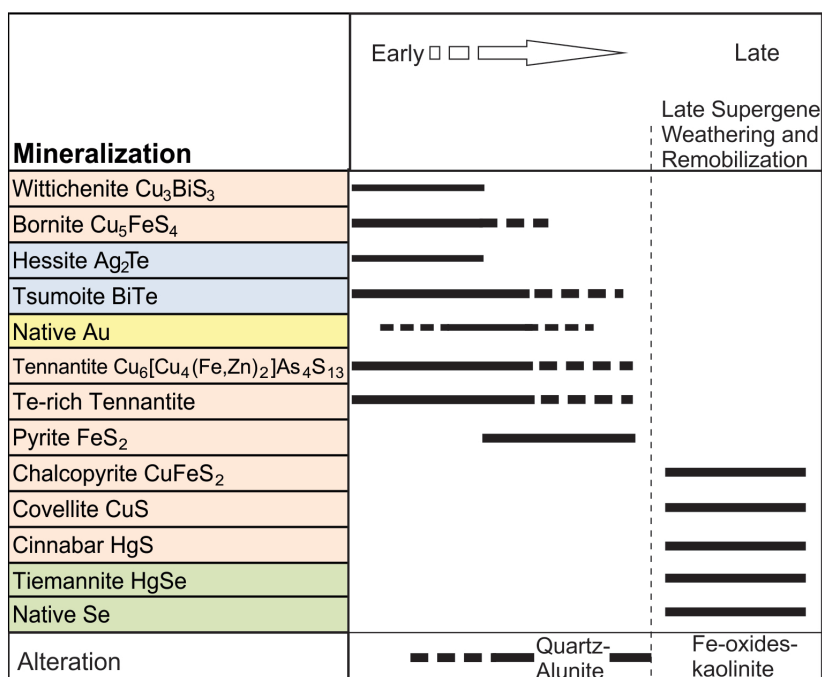 Early
Late
Late Supergene
Weathering and
Remobilization
Mineralization
Wittichenite Cu₃BiS₃
Bornite Cu₅FeS₄
Hessite Ag₂Te
Tsumoite BiTe
Native Au
Tennantite Cu₆[Cu₄(Fe,Zn)₂]As₄S₁₃
Te-rich Tennantite
Pyrite FeS₂
Chalcopyrite CuFeS₂
Covellite CuS
Cinnabar HgS
Tiemannite HgSe
Native Se
Alteration
Quartz-
Alunite
Fe-oxides-
kaolinite